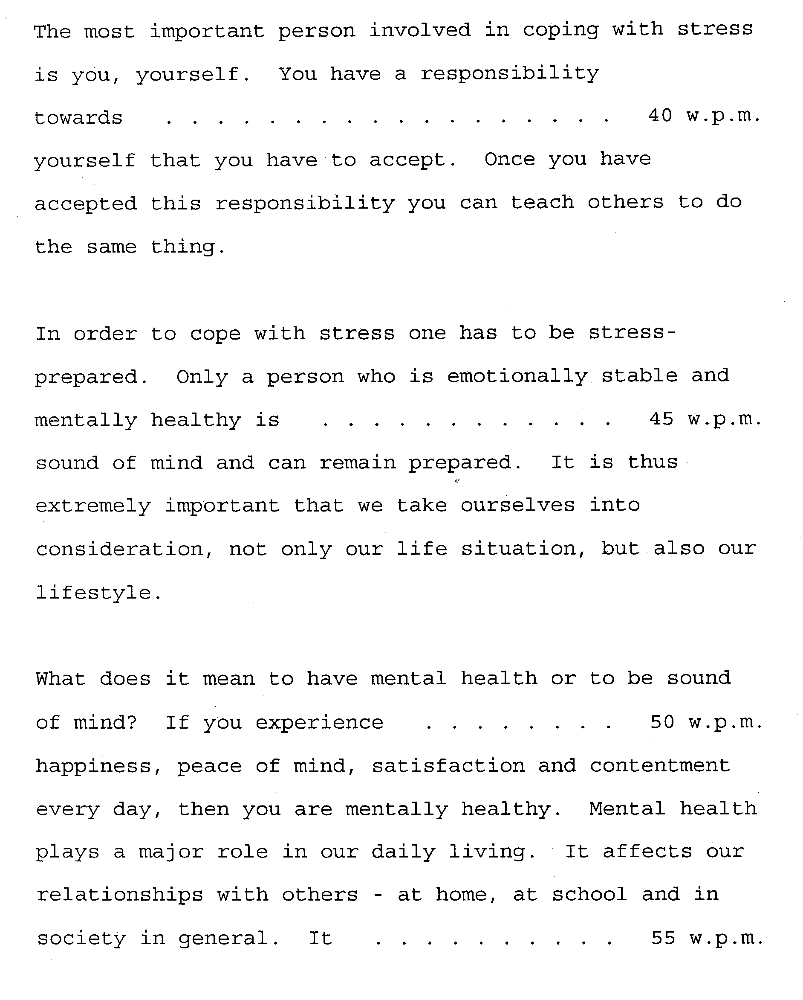 The most important person involved in coping with stress
is you, yourself.  You have a responsibility
towards  . . . . . . . . . . . . . . . . . .  40 w.p.m.
yourself that you have to accept.  Once you have
accepted this responsibility you can teach others to do
the same thing.
In order to cope with stress one has to be stress-
prepared.  Only a person who is emotionally stable and
mentally healthy is  . . . . . . . . . . . .  45 w.p.m.
sound of mind and can remain prepared.  It is thus
extremely important that we take ourselves into
consideration, not only our life situation, but also our
lifestyle.
What does it mean to have mental health or to be sound
of mind?  If you experience  . . . . . . . .  50 w.p.m.
happiness, peace of mind, satisfaction and contentment
every day, then you are mentally healthy.  Mental health
plays a major role in our daily living.  It affects our
relationships with others - at home, at school and in
society in general.  It  . . . . . . . . . .  55 w.p.m.